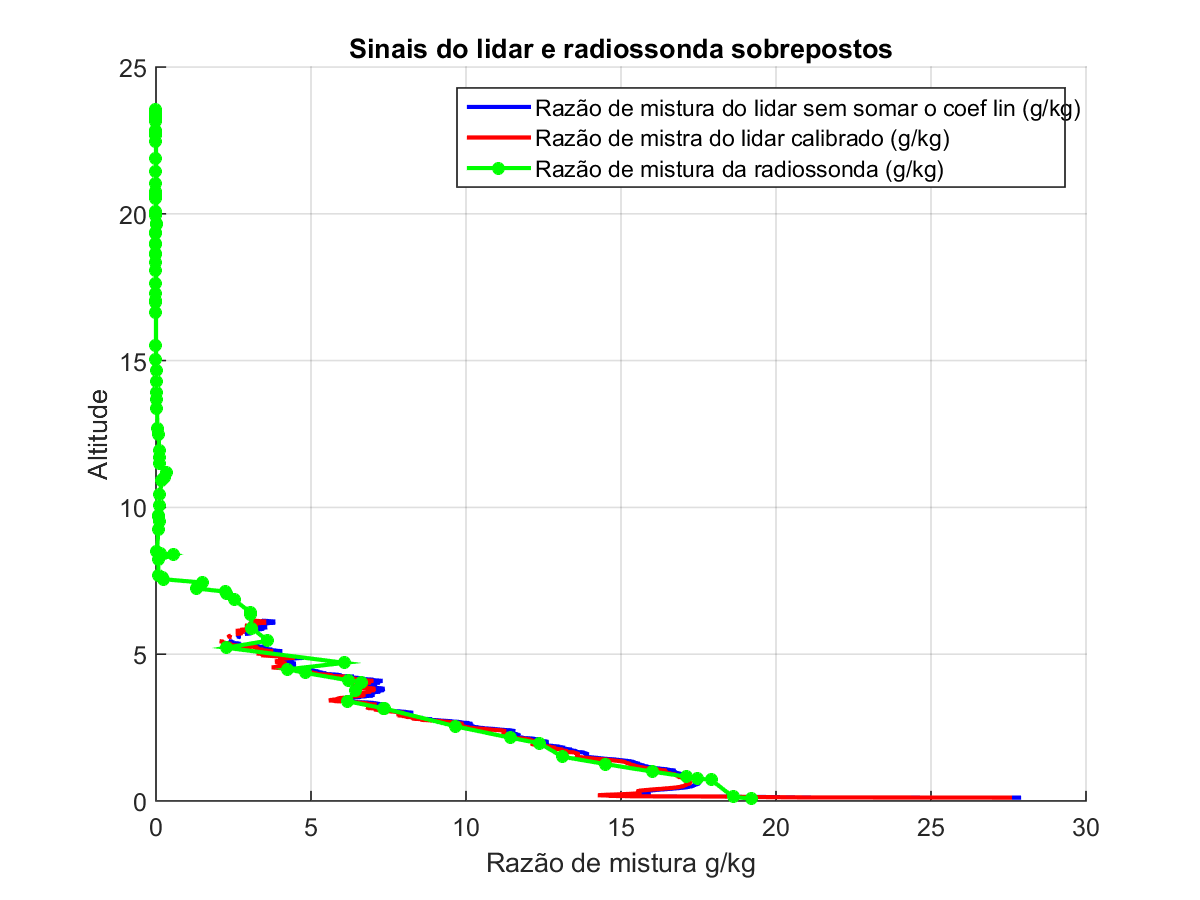 Sinais do lidar e radiossonda sobrepostos
25
Razão de mistura do lidar sem somar o coef lin (g/kg)
Razão de mistra do lidar calibrado (g/kg)
Razão de mistura da radiossonda (g/kg)
20
15
Altitude
10
5
0
0 5 10 15 20 25 30
Razão de mistura g/kg